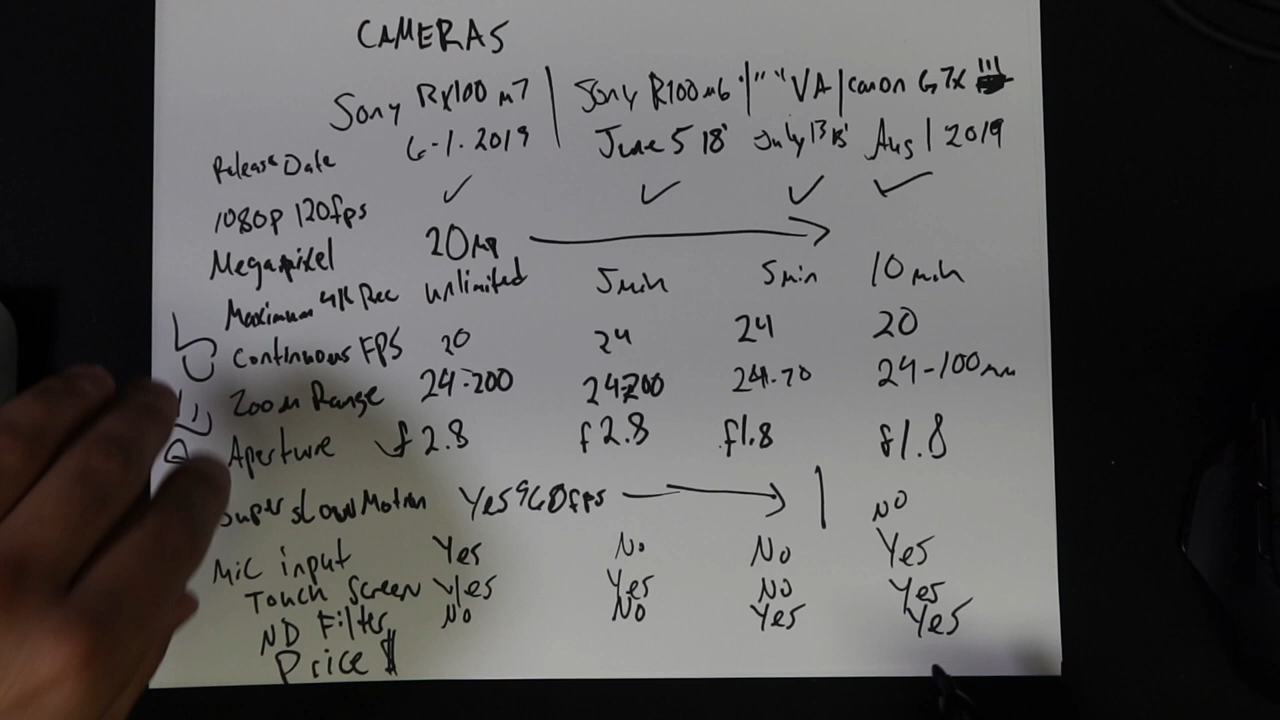 CAMERAS
Sony Rx100 m7 | Sony R100 m6 | " " VA | canon G7x III
Release Date 6-1-2019 June 5 18' July 13 18' Aug 1 2019
1080p 120fps ✓ ✓ ✓ ✓
Megapixel 20mp →
Maximum 4K Rec unlimited 5min 5min 10 min
Continuous FPS 20 24 24 20
Zoom Range 24-200 24-200 24-70 24-100mm
Aperture f2.8 f2.8 f1.8 f1.8
Super slow Motion Yes 960fps → | NO
Mic input Yes No No Yes
Touch Screen Yes Yes No Yes
ND Filter No No Yes Yes
Price $